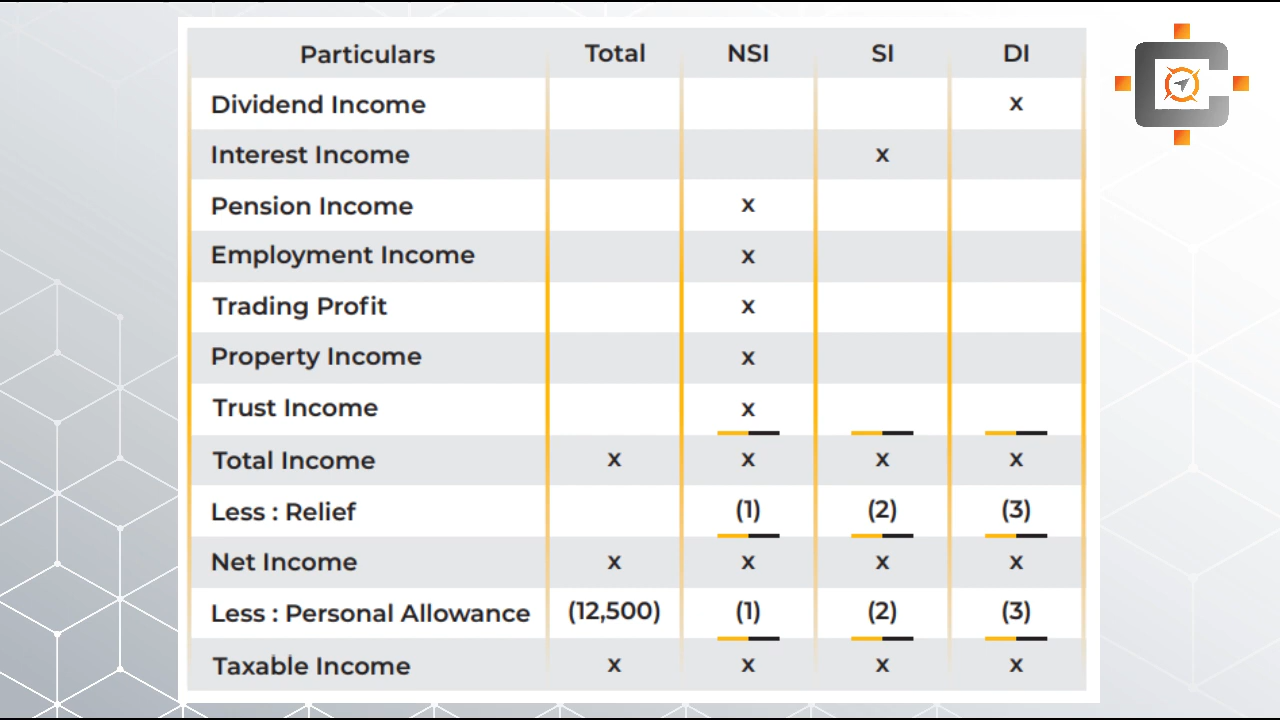 Particulars Total NSI SI DI
Dividend Income x
Interest Income x
Pension Income x
Employment Income x
Trading Profit x
Property Income x
Trust Income x
Total Income x x x x
Less : Relief (1) (2) (3)
Net Income x x x x
Less : Personal Allowance (12,500) (1) (2) (3)
Taxable Income x x x x